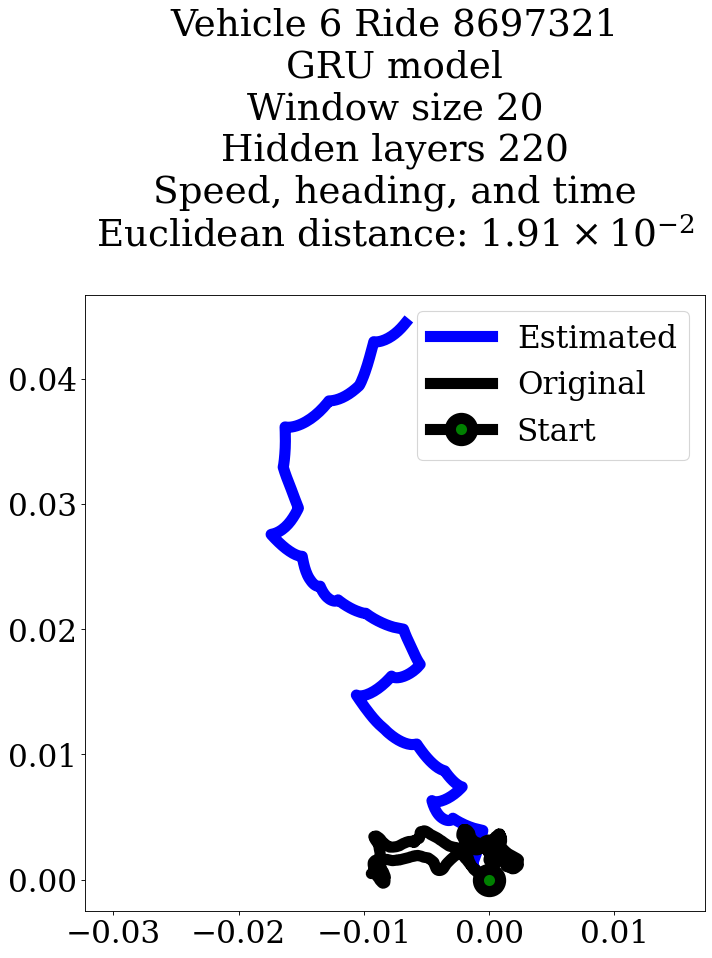 Vehicle 6 Ride 8697321
GRU model
Window size 20
Hidden layers 220
Speed, heading, and time
Euclidean distance: 1.91 × 10⁻²
Estimated
Original
Start
0.04
0.03
0.02
0.01
0.00
−0.03 −0.02 −0.01 0.00 0.01